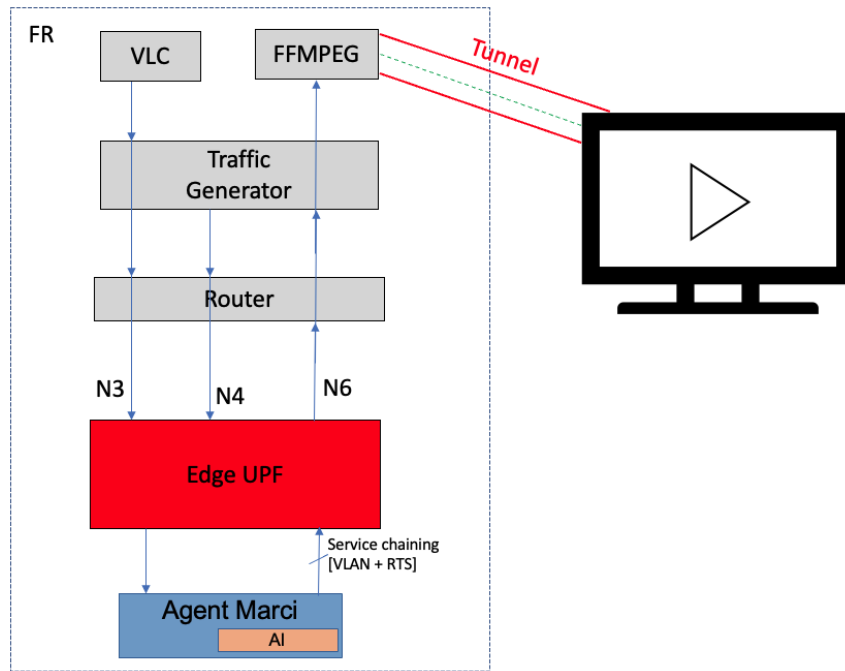 FR
VLC
FFMPEG
Tunnel
Traffic
Generator
Router
N3
N4
N6
Edge UPF
Service chaining
[VLAN + RTS]
Agent Marci
AI